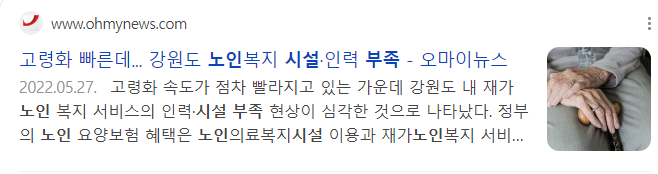 www.ohmynews.com
고령화 빠른데... 강원도 노인복지 시설·인력 부족 - 오마이뉴스
2022.05.27. 고령화 속도가 점차 빨라지고 있는 가운데 강원도 내 재가
노인 복지 서비스의 인력·시설 부족 현상이 심각한 것으로 나타났다. 정부
의 노인 요양보험 혜택은 노인의료복지시설 이용과 재가노인복지 서비...